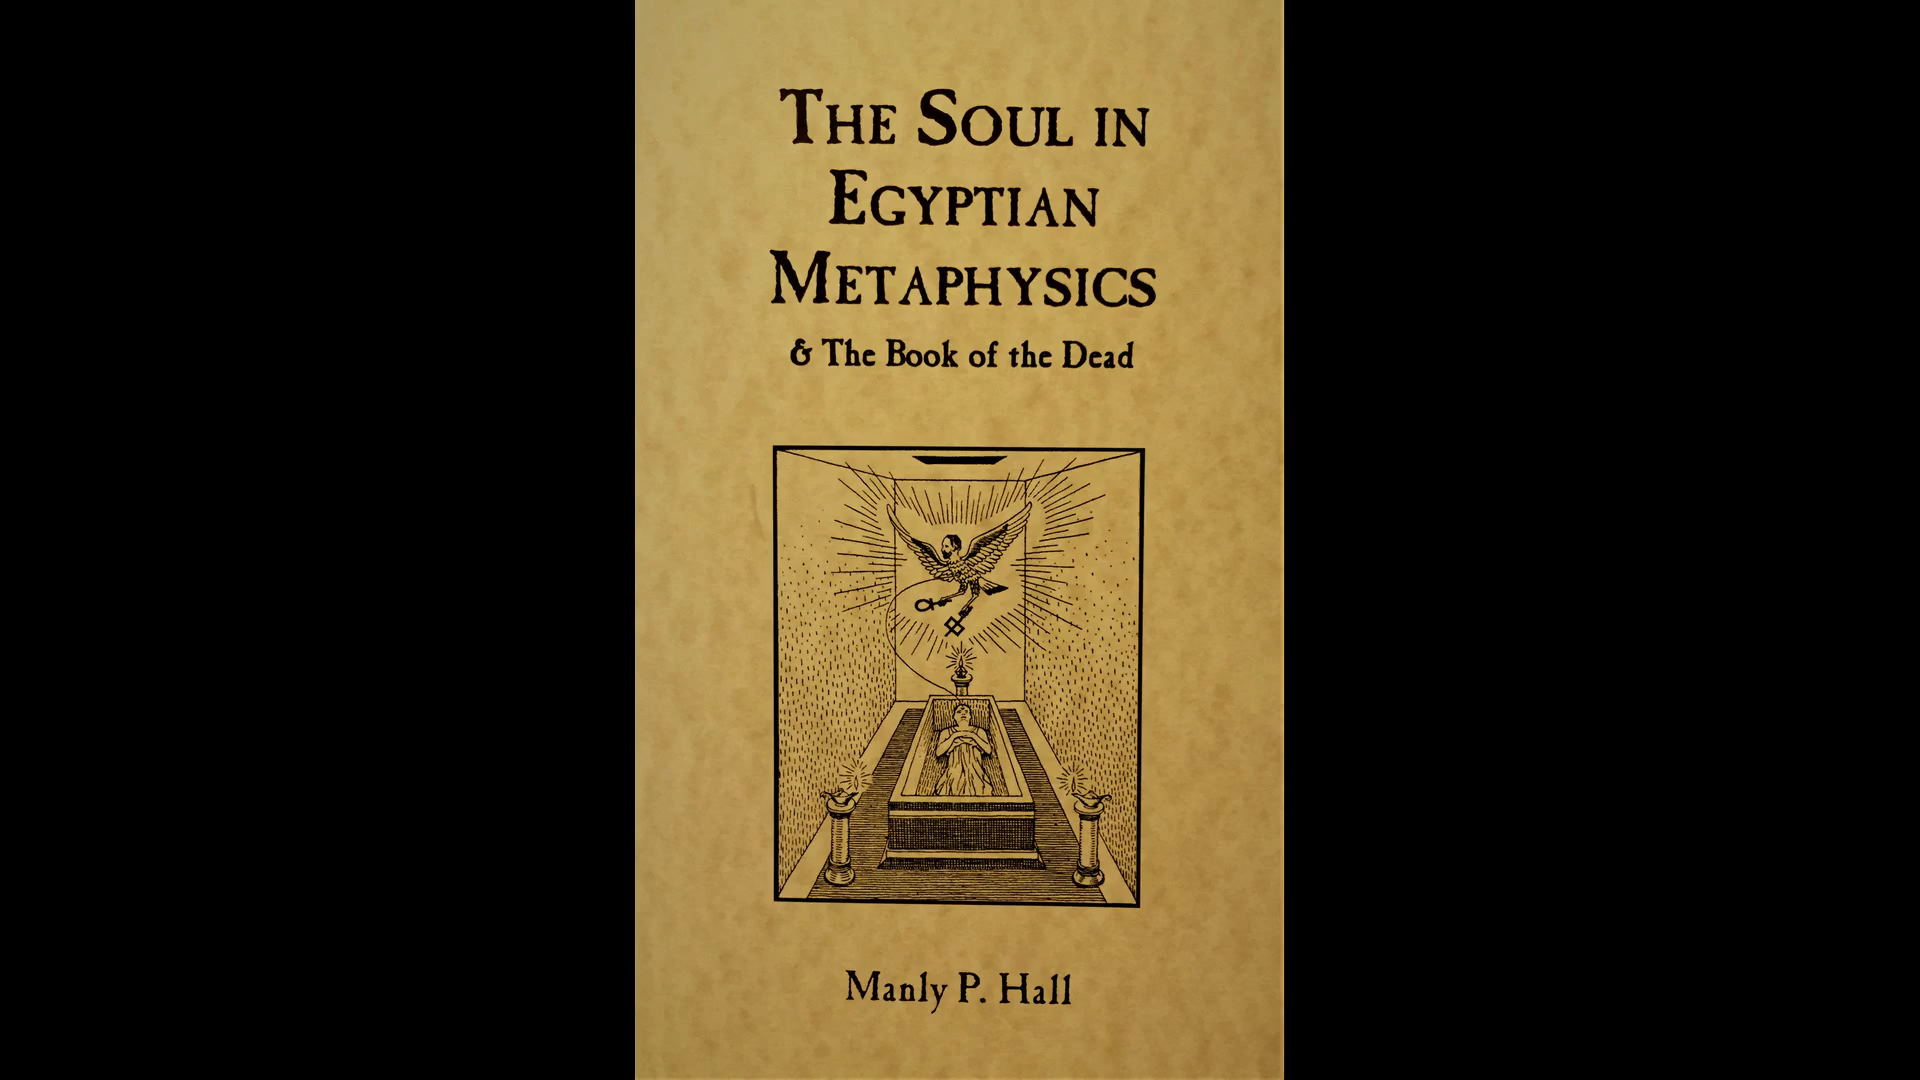 The Soul in
Egyptian
Metaphysics
& The Book of the Dead
Manly P. Hall